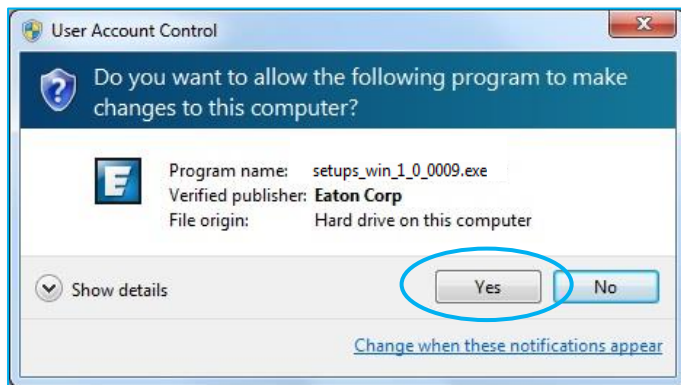 User Account Control
Do you want to allow the following program to make
changes to this computer?
Program name: setups_win_1_0_0009.exe
Verified publisher: Eaton Corp
File origin: Hard drive on this computer
Show details
Yes
No
Change when these notifications appear